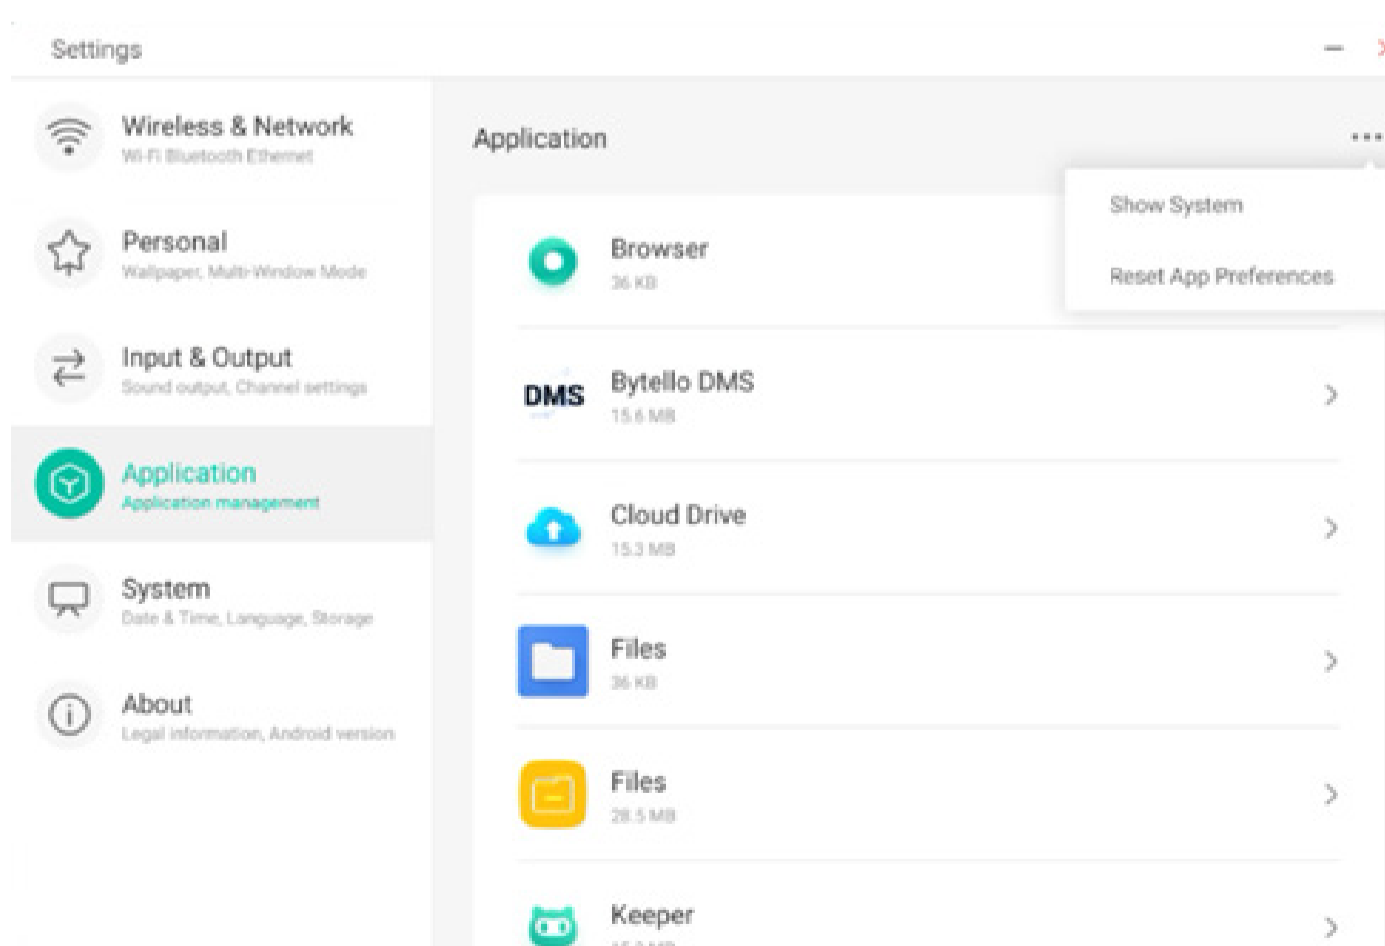 Settings
Wireless & Network
Wi-Fi Bluetooth Ethernet
Personal
Wallpaper, Multi-Window Mode
Input & Output
Sound output, Channel settings
Application
Application management
System
Date & Time, Language, Storage
About
Legal information, Android version
Application
Show System
Reset App Preferences
Browser
36 KB
DMS
Bytello DMS
15.6 MB
Cloud Drive
15.3 MB
Files
36 KB
Files
28.5 MB
Keeper